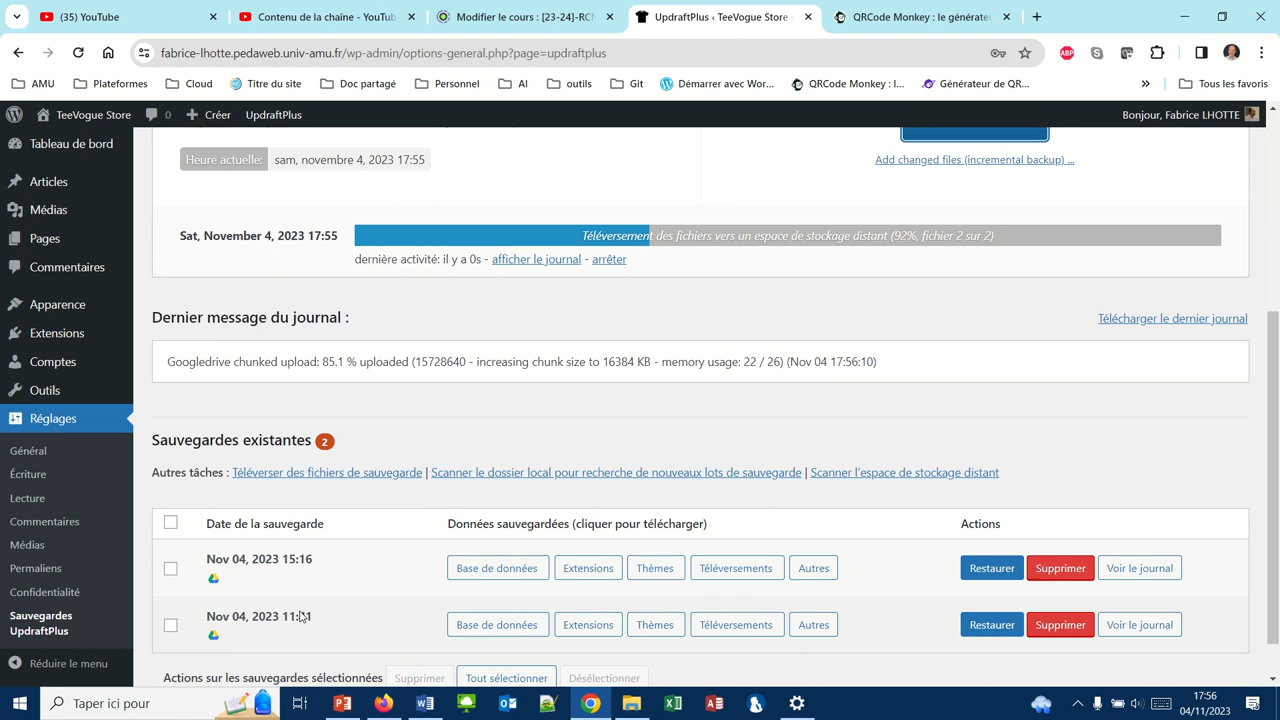 (35) YouTube
Contenu de la chaîne - YouTub
Modifier le cours : [23-24]-RCM
UpdraftPlus ‹ TeeVogue Store -
QRCode Monkey : le générateu
fabrice-lhotte.pedaweb.univ-amu.fr/wp-admin/options-general.php?page=updraftplus
AMU
Plateformes
Cloud
Titre du site
Doc partagé
Personnel
AI
outils
Git
Démarrer avec Wor...
QRCode Monkey : l...
Générateur de QR...
Tous les favoris
TeeVogue Store
0
Créer
UpdraftPlus
Bonjour, Fabrice LHOTTE
Tableau de bord
Articles
Médias
Pages
Commentaires
Apparence
Extensions
Comptes
Outils
Réglages
Général
Écriture
Lecture
Commentaires
Médias
Permaliens
Confidentialité
Sauvegardes
UpdraftPlus
Réduire le menu
Heure actuelle: sam, novembre 4, 2023 17:55
Add changed files (incremental backup) ...
Sat, November 4, 2023 17:55
Téléversement des fichiers vers un espace de stockage distant (92%, fichier 2 sur 2)
dernière activité: il y a 0s - afficher le journal - arrêter
Dernier message du journal :
Télécharger le dernier journal
Googledrive chunked upload: 85.1 % uploaded (15728640 - increasing chunk size to 16384 KB - memory usage: 22 / 26) (Nov 04 17:56:10)
Sauvegardes existantes 2
Autres tâches : Téléverser des fichiers de sauvegarde | Scanner le dossier local pour recherche de nouveaux lots de sauvegarde | Scanner l'espace de stockage distant
Date de la sauvegarde
Données sauvegardées (cliquer pour télécharger)
Actions
Nov 04, 2023 15:16
Base de données
Extensions
Thèmes
Téléversements
Autres
Restaurer
Supprimer
Voir le journal
Nov 04, 2023
Base de données
Extensions
Thèmes
Téléversements
Autres
Restaurer
Supprimer
Voir le journal
Actions sur les sauvegardes sélectionnées
Supprimer
Tout sélectionner
Désélectionner
Taper ici pour
17:56
04/11/2023